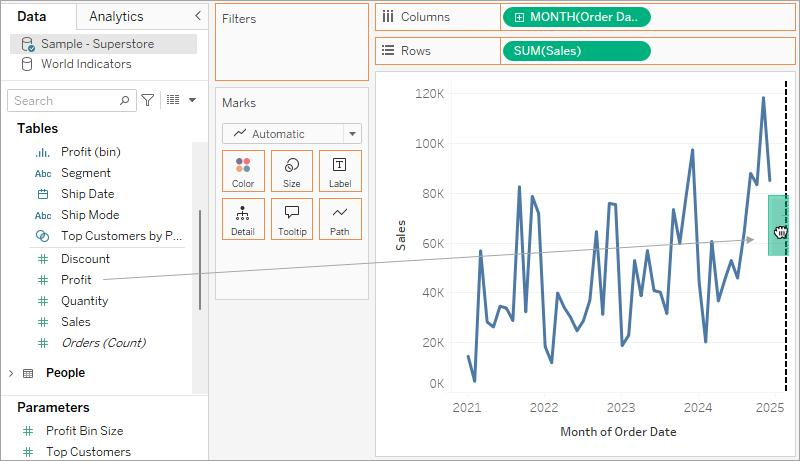 Data
Analytics
Sample - Superstore
World Indicators
Search
Tables
Profit (bin)
Abc Segment
Ship Date
Abc Ship Mode
Top Customers by P...
Discount
Profit
Quantity
Sales
Orders (Count)
People
Parameters
Profit Bin Size
Top Customers
Filters
Marks
Automatic
Color
Size
Label
Detail
Tooltip
Path
Columns
MONTH(Order Da..
Rows
SUM(Sales)
120K
100K
80K
60K
40K
20K
0K
Sales
2021
2022
2023
2024
2025
Month of Order Date